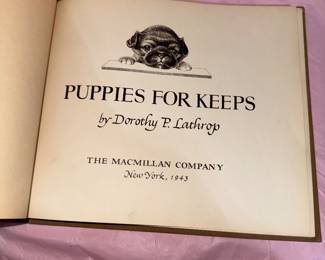 PUPPIES FOR KEEPS
by Dorothy P. Lathrop
THE MACMILLAN COMPANY
New York, 1943